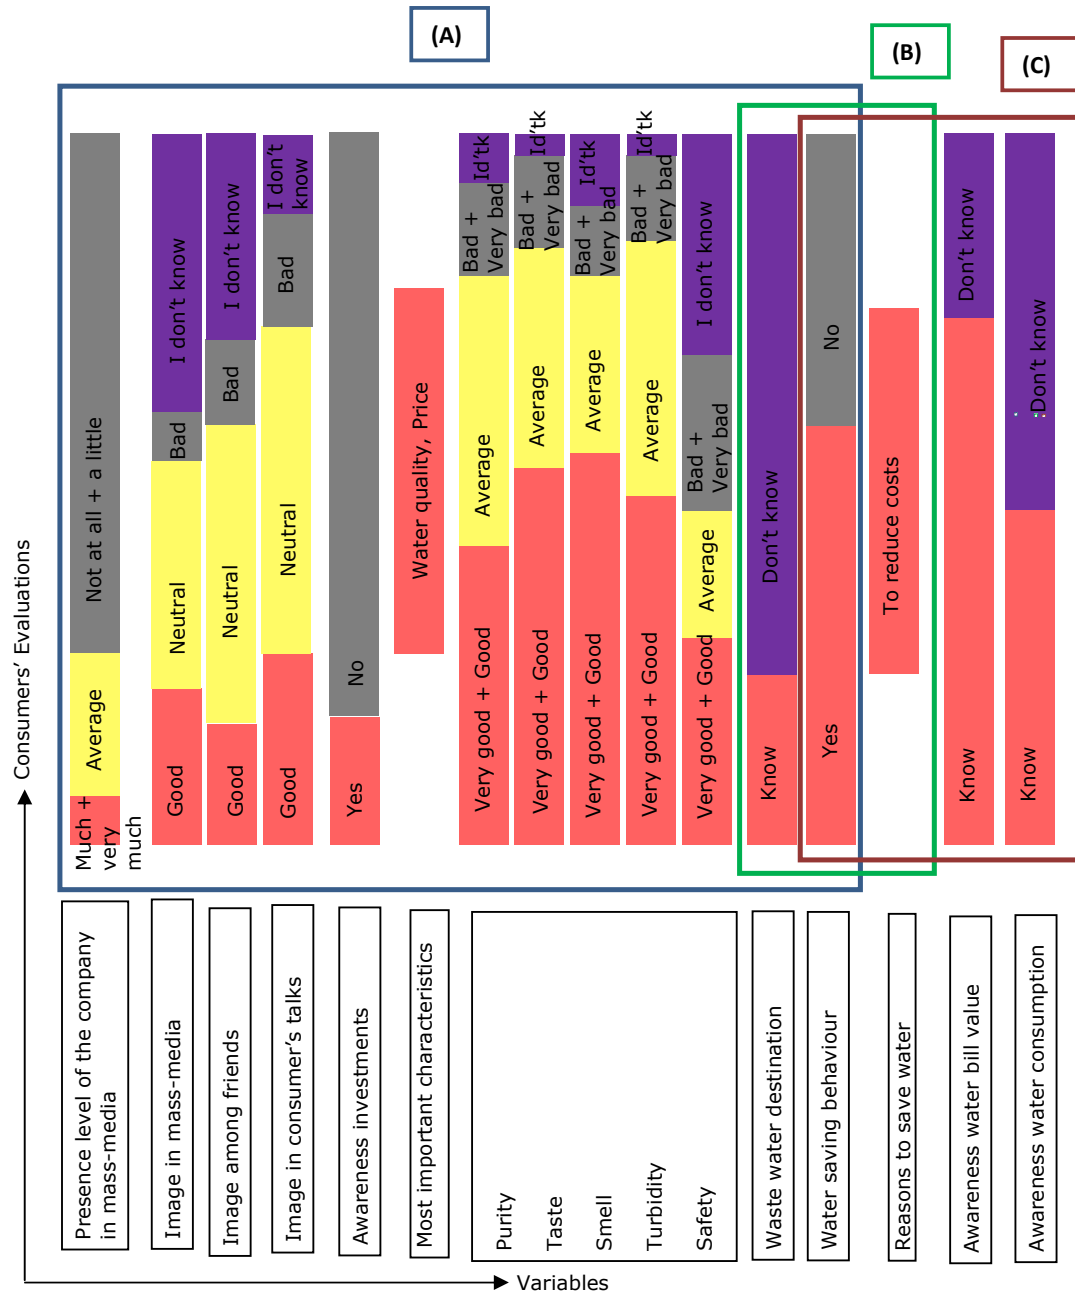 (A)
(B)
(C)
Consumers’ Evaluations
Not at all + a little
Average
Much +
very
much
I don’t know
Bad
Neutral
Good
I don’t know
Bad
Neutral
Good
I don’t
know
Bad
Neutral
Good
No
Yes
Water quality, Price
Id’tk
Bad +
Very bad
Average
Very good + Good
Id’tk
Bad +
Very bad
Average
Very good + Good
Id’tk
Bad +
Very bad
Average
Very good + Good
Id’tk
Bad +
Very bad
Average
Very good + Good
I don’t know
Bad +
Very bad
Average
Very good + Good
Don’t know
Know
No
Yes
To reduce costs
Don’t know
Know
Don’t know
Know
Presence level of the company
in mass-media
Image in mass-media
Image among friends
Image in consumer’s talks
Awareness investments
Most important characteristics
Purity
Taste
Smell
Turbidity
Safety
Waste water destination
Water saving behaviour
Reasons to save water
Awareness water bill value
Awareness water consumption
Variables